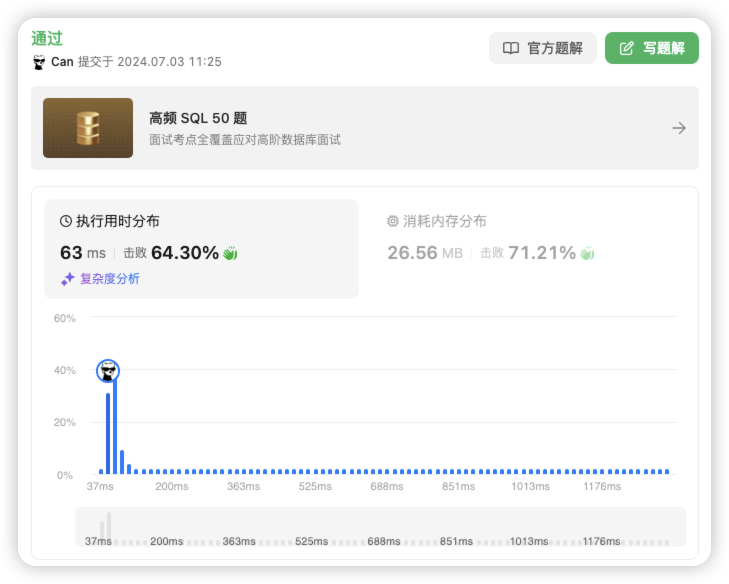 通过
Can 提交于 2024.07.03 11:25
官方题解
写题解
高频 SQL 50 题
面试考点全覆盖应对高阶数据库面试
执行用时分布
63 ms 击败 64.30%
复杂度分析
消耗内存分布
26.56 MB 击败 71.21%
60%
40%
20%
0%
37ms 200ms 363ms 525ms 688ms 851ms 1013ms 1176ms
37ms 200ms 363ms 525ms 688ms 851ms 1013ms 1176ms